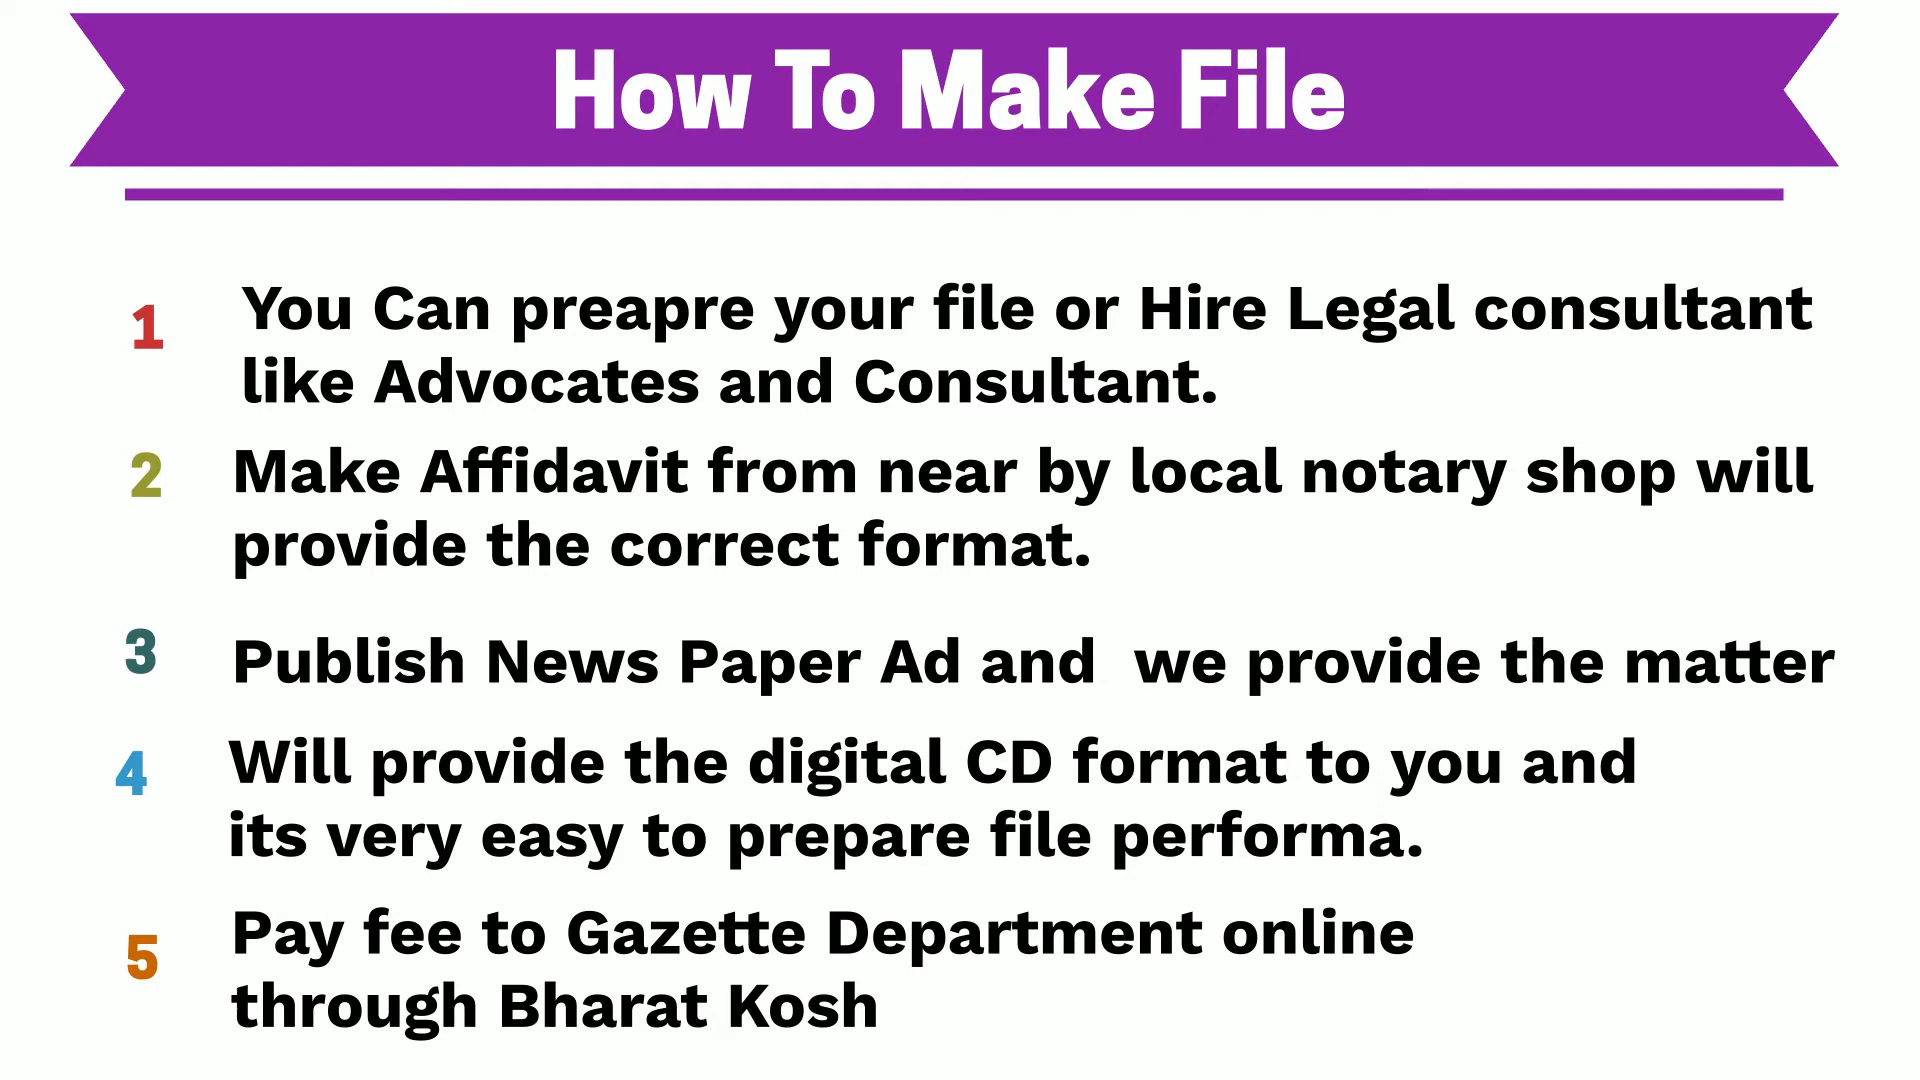 How To Make File
1
You Can preapre your file or Hire Legal consultant
like Advocates and Consultant.
2
Make Affidavit from near by local notary shop will
provide the correct format.
3
Publish News Paper Ad and  we provide the matter
4
Will provide the digital CD format to you and
its very easy to prepare file performa.
5
Pay fee to Gazette Department online
through Bharat Kosh